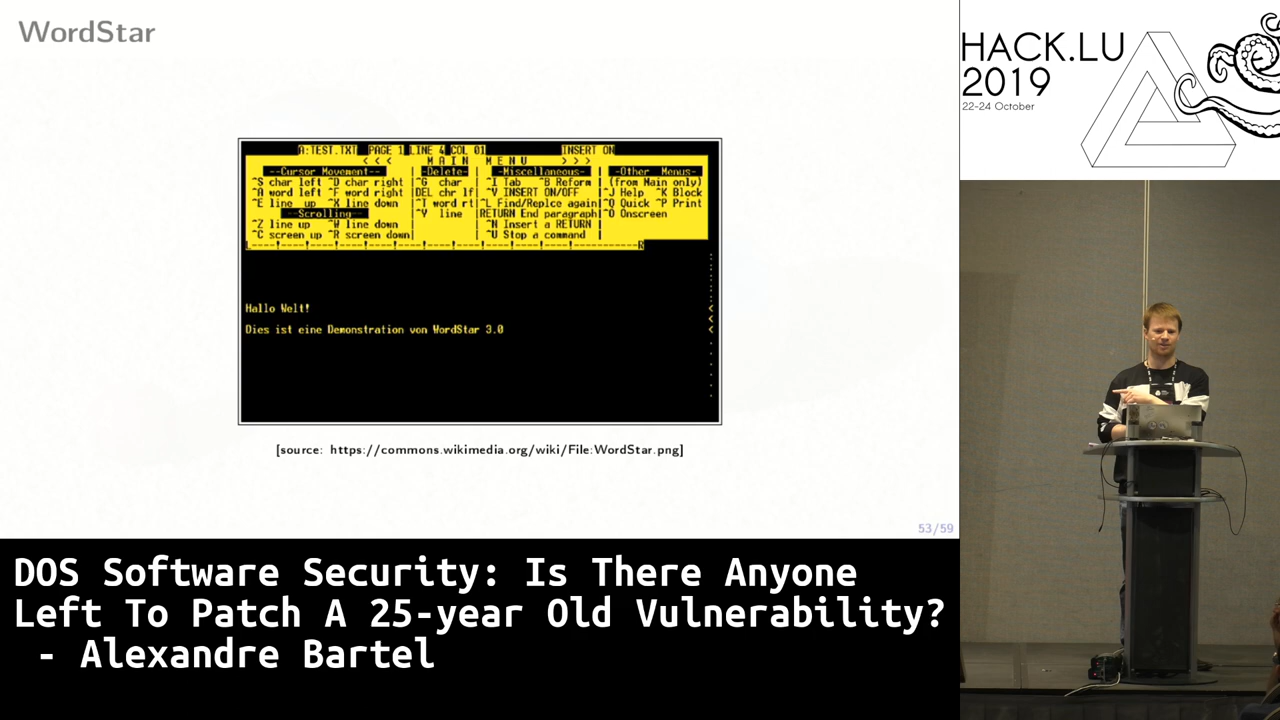 WordStar
A:TEST.TXT PAGE 1 LINE 4 COL 01 INSERT ON
< < < M A I N M E N U > > >
--Cursor Movement-- | -Delete- | -Miscellaneous- | -Other Menus-
^S char left ^D char right |^G char | ^I Tab ^B Reform |(from Main only)
^A word left ^F word right |DEL chr lf| ^V INSERT ON/OFF |^J Help ^K Block
^E line up ^X line down |^T word rt|^L Find/Replce again|^Q Quick ^P Print
--Scrolling-- |^Y line |RETURN End paragraph|^O Onscreen
^Z line up ^W line down | | ^N Insert a RETURN |
^C screen up ^R screen down| | ^U Stop a command |
L----!----!----!----!----!----!----!----!----!----!----------R
Hallo Welt!
Dies ist eine Demonstration von WordStar 3.0
[source: https://commons.wikimedia.org/wiki/File:WordStar.png]
53/59
HACK.LU
2019
22-24 October
DOS Software Security: Is There Anyone
Left To Patch A 25-year Old Vulnerability?
- Alexandre Bartel